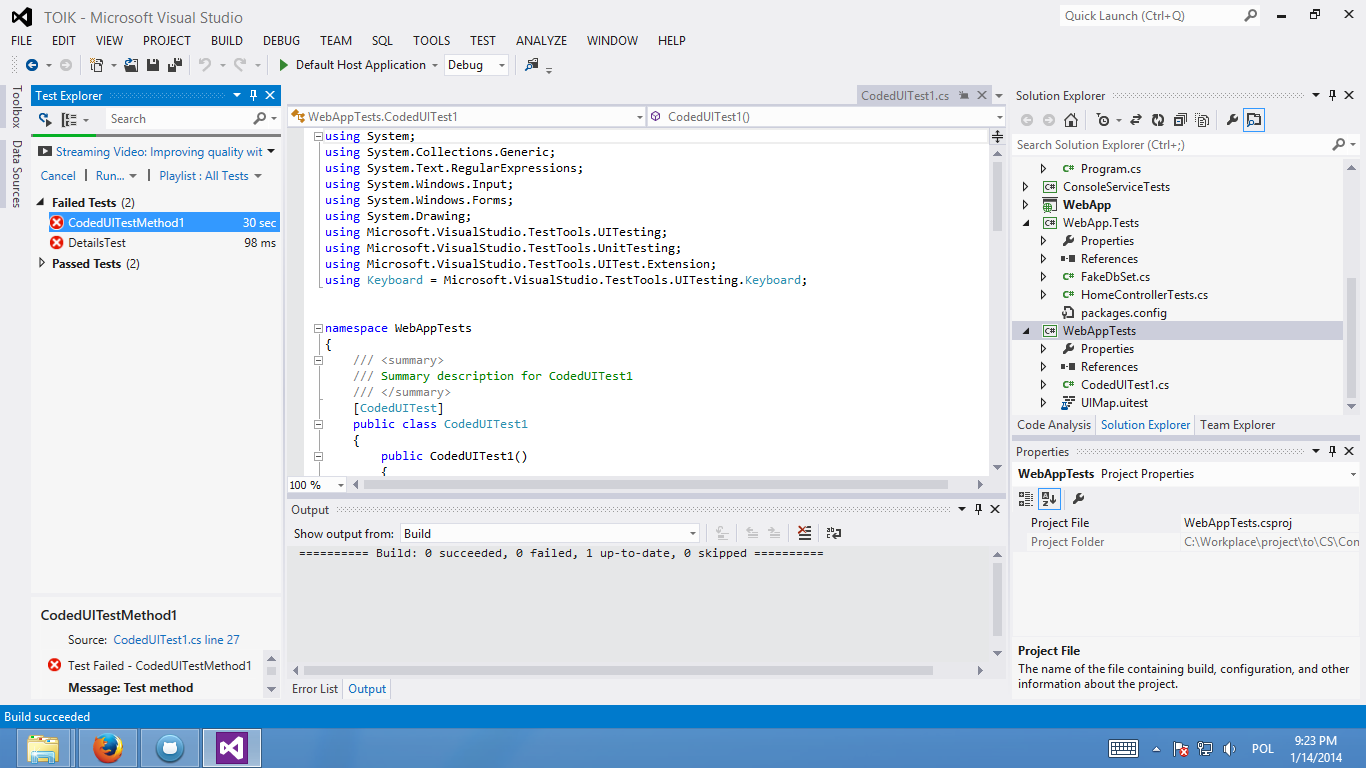 TOIK - Microsoft Visual Studio
Quick Launch (Ctrl+Q)
FILE EDIT VIEW PROJECT BUILD DEBUG TEAM SQL TOOLS TEST ANALYZE WINDOW HELP
Default Host Application Debug
Toolbox
Data Sources
Test Explorer
Search
Streaming Video: Improving quality wit
Cancel | Run... | Playlist : All Tests
Failed Tests (2)
CodedUITestMethod1 30 sec
DetailsTest 98 ms
Passed Tests (2)
CodedUITestMethod1
Source: CodedUITest1.cs line 27
Test Failed - CodedUITestMethod1
Message: Test method
CodedUITest1.cs
WebAppTests.CodedUITest1 CodedUITest1()
using System;
using System.Collections.Generic;
using System.Text.RegularExpressions;
using System.Windows.Input;
using System.Windows.Forms;
using System.Drawing;
using Microsoft.VisualStudio.TestTools.UITesting;
using Microsoft.VisualStudio.TestTools.UnitTesting;
using Microsoft.VisualStudio.TestTools.UITest.Extension;
using Keyboard = Microsoft.VisualStudio.TestTools.UITesting.Keyboard;
namespace WebAppTests
{
/// <summary>
/// Summary description for CodedUITest1
/// </summary>
[CodedUITest]
public class CodedUITest1
{
public CodedUITest1()
{
100 %
Output
Show output from: Build
========== Build: 0 succeeded, 0 failed, 1 up-to-date, 0 skipped ==========
Error List Output
Solution Explorer
Search Solution Explorer (Ctrl+;)
C# Program.cs
C# ConsoleServiceTests
WebApp
C# WebApp.Tests
Properties
References
C# FakeDbSet.cs
C# HomeControllerTests.cs
packages.config
C# WebAppTests
Properties
References
C# CodedUITest1.cs
UIMap.uitest
Code Analysis Solution Explorer Team Explorer
Properties
WebAppTests Project Properties
Project File WebAppTests.csproj
Project Folder C:\Workplace\project\to\CS\Con
Project File
The name of the file containing build, configuration, and other
information about the project.
Build succeeded
POL
9:23 PM
1/14/2014